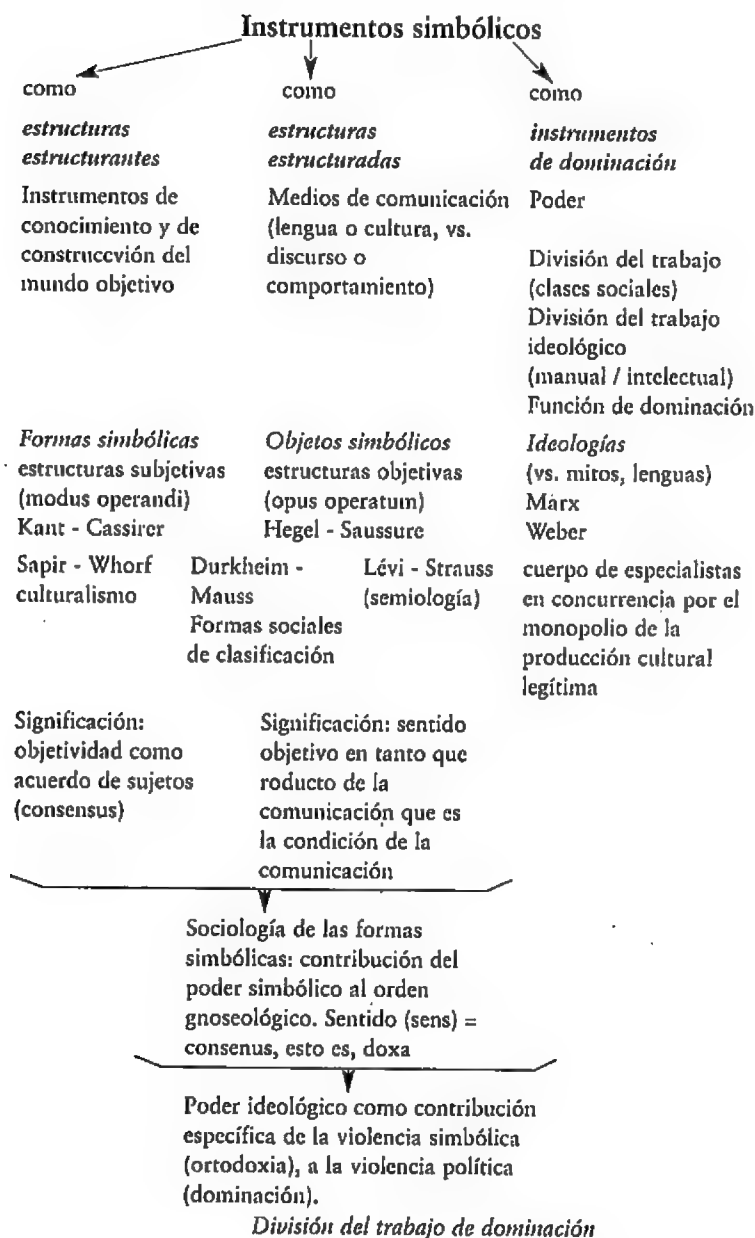 Instrumentos simbólicos
como
estructuras
estructurantes
Instrumentos de
conocimiento y de
construccvión del
mundo objetivo
como
estructuras
estructuradas
Medios de comunicación
(lengua o cultura, vs.
discurso o
comportamiento)
como
instrumentos
de dominación
Poder
División del trabajo
(clases sociales)
División del trabajo
ideológico
(manual / intelectual)
Función de dominación
Formas simbólicas
estructuras subjetivas
(modus operandi)
Kant - Cassirer
Objetos simbólicos
estructuras objetivas
(opus operatum)
Hegel - Saussure
Ideologías
(vs. mitos, lenguas)
Marx
Weber
Sapir - Whorf
culturalismo
Durkheim -
Mauss
Formas sociales
de clasificación
Lévi - Strauss
(semiología)
cuerpo de especialistas
en concurrencia por el
monopolio de la
producción cultural
legítima
Significación:
objetividad como
acuerdo de sujetos
(consensus)
Significación: sentido
objetivo en tanto que
roducto de la
comunicación que es
la condición de la
comunicación
Sociología de las formas
simbólicas: contribución del
poder simbólico al orden
gnoseológico. Sentido (sens) =
consenus, esto es, doxa
Poder ideológico como contribución
específica de la violencia simbólica
(ortodoxia), a la violencia política
(dominación).
División del trabajo de dominación